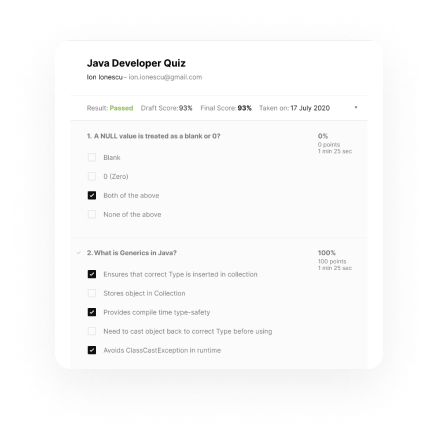 Java Developer Quiz
Ion Ionescu – ion.ionescu@gmail.com
Result: Passed Draft Score: 93% Final Score: 93% Taken on: 17 July 2020
1. A NULL value is treated as a blank or 0? 0%
0 points
1 min 25 sec
Blank
0 (Zero)
Both of the above
None of the above
2. What is Generics in Java? 100%
100 points
1 min 25 sec
Ensures that correct Type is inserted in collection
Stores object in Collection
Provides compile time type-safety
Need to cast object back to correct Type before using
Avoids ClassCastException in runtime